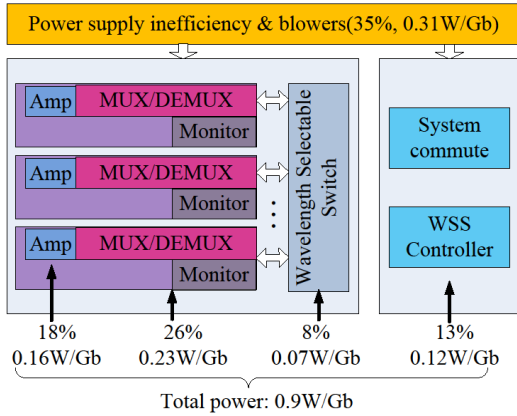 Power supply inefficiency & blowers(35%, 0.31W/Gb)
Amp
MUX/DEMUX
Monitor
Amp
MUX/DEMUX
Monitor
Amp
MUX/DEMUX
Monitor
...
Wavelength Selectable
Switch
System
commute
WSS
Controller
18%
0.16W/Gb
26%
0.23W/Gb
8%
0.07W/Gb
13%
0.12W/Gb
Total power: 0.9W/Gb